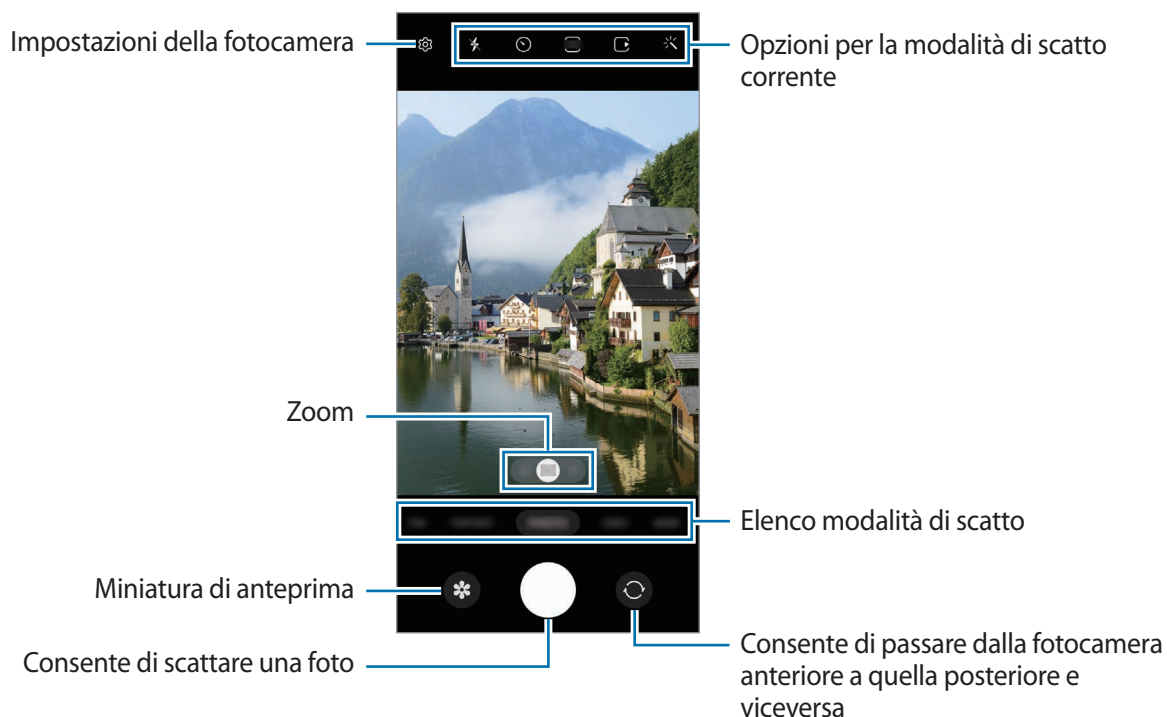 Impostazioni della fotocamera
Opzioni per la modalità di scatto
corrente
Zoom
Elenco modalità di scatto
Miniatura di anteprima
Consente di scattare una foto
Consente di passare dalla fotocamera
anteriore a quella posteriore e
viceversa